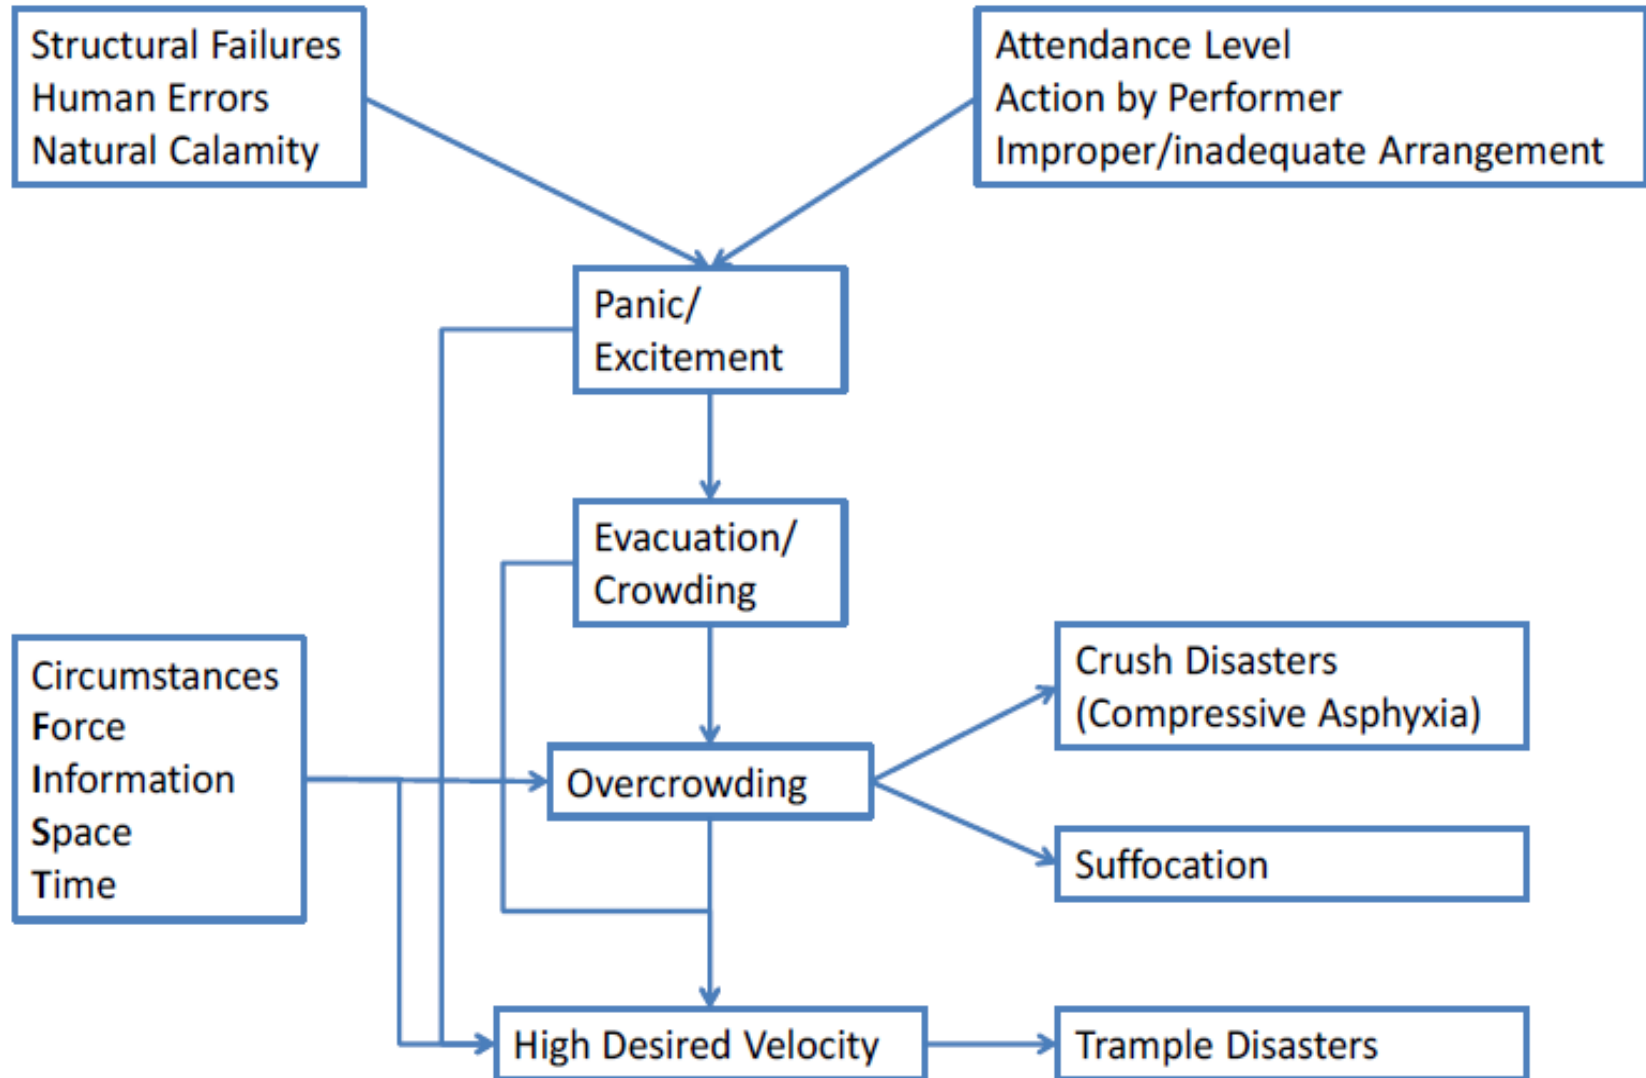 Structural Failures
Human Errors
Natural Calamity
Attendance Level
Action by Performer
Improper/inadequate Arrangement
Panic/
Excitement
Evacuation/
Crowding
Circumstances
Force
Information
Space
Time
Overcrowding
Crush Disasters
(Compressive Asphyxia)
Suffocation
High Desired Velocity
Trample Disasters